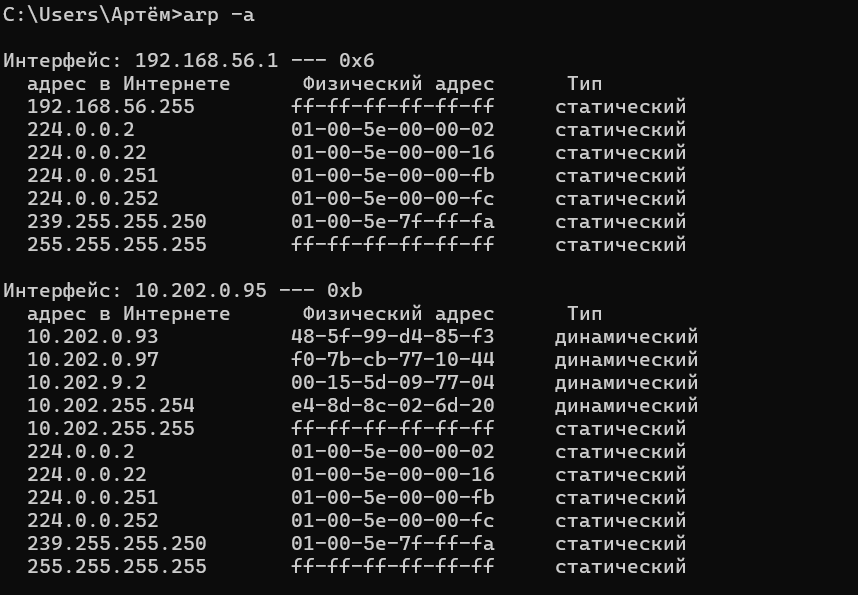 C:\Users\Артём>arp -a
Интерфейс: 192.168.56.1 --- 0x6
адрес в Интернете Физический адрес Тип
192.168.56.255 ff-ff-ff-ff-ff-ff статический
224.0.0.2 01-00-5e-00-00-02 статический
224.0.0.22 01-00-5e-00-00-16 статический
224.0.0.251 01-00-5e-00-00-fb статический
224.0.0.252 01-00-5e-00-00-fc статический
239.255.255.250 01-00-5e-7f-ff-fa статический
255.255.255.255 ff-ff-ff-ff-ff-ff статический
Интерфейс: 10.202.0.95 --- 0xb
адрес в Интернете Физический адрес Тип
10.202.0.93 48-5f-99-d4-85-f3 динамический
10.202.0.97 f0-7b-cb-77-10-44 динамический
10.202.9.2 00-15-5d-09-77-04 динамический
10.202.255.254 e4-8d-8c-02-6d-20 динамический
10.202.255.255 ff-ff-ff-ff-ff-ff статический
224.0.0.2 01-00-5e-00-00-02 статический
224.0.0.22 01-00-5e-00-00-16 статический
224.0.0.251 01-00-5e-00-00-fb статический
224.0.0.252 01-00-5e-00-00-fc статический
239.255.255.250 01-00-5e-7f-ff-fa статический
255.255.255.255 ff-ff-ff-ff-ff-ff статический